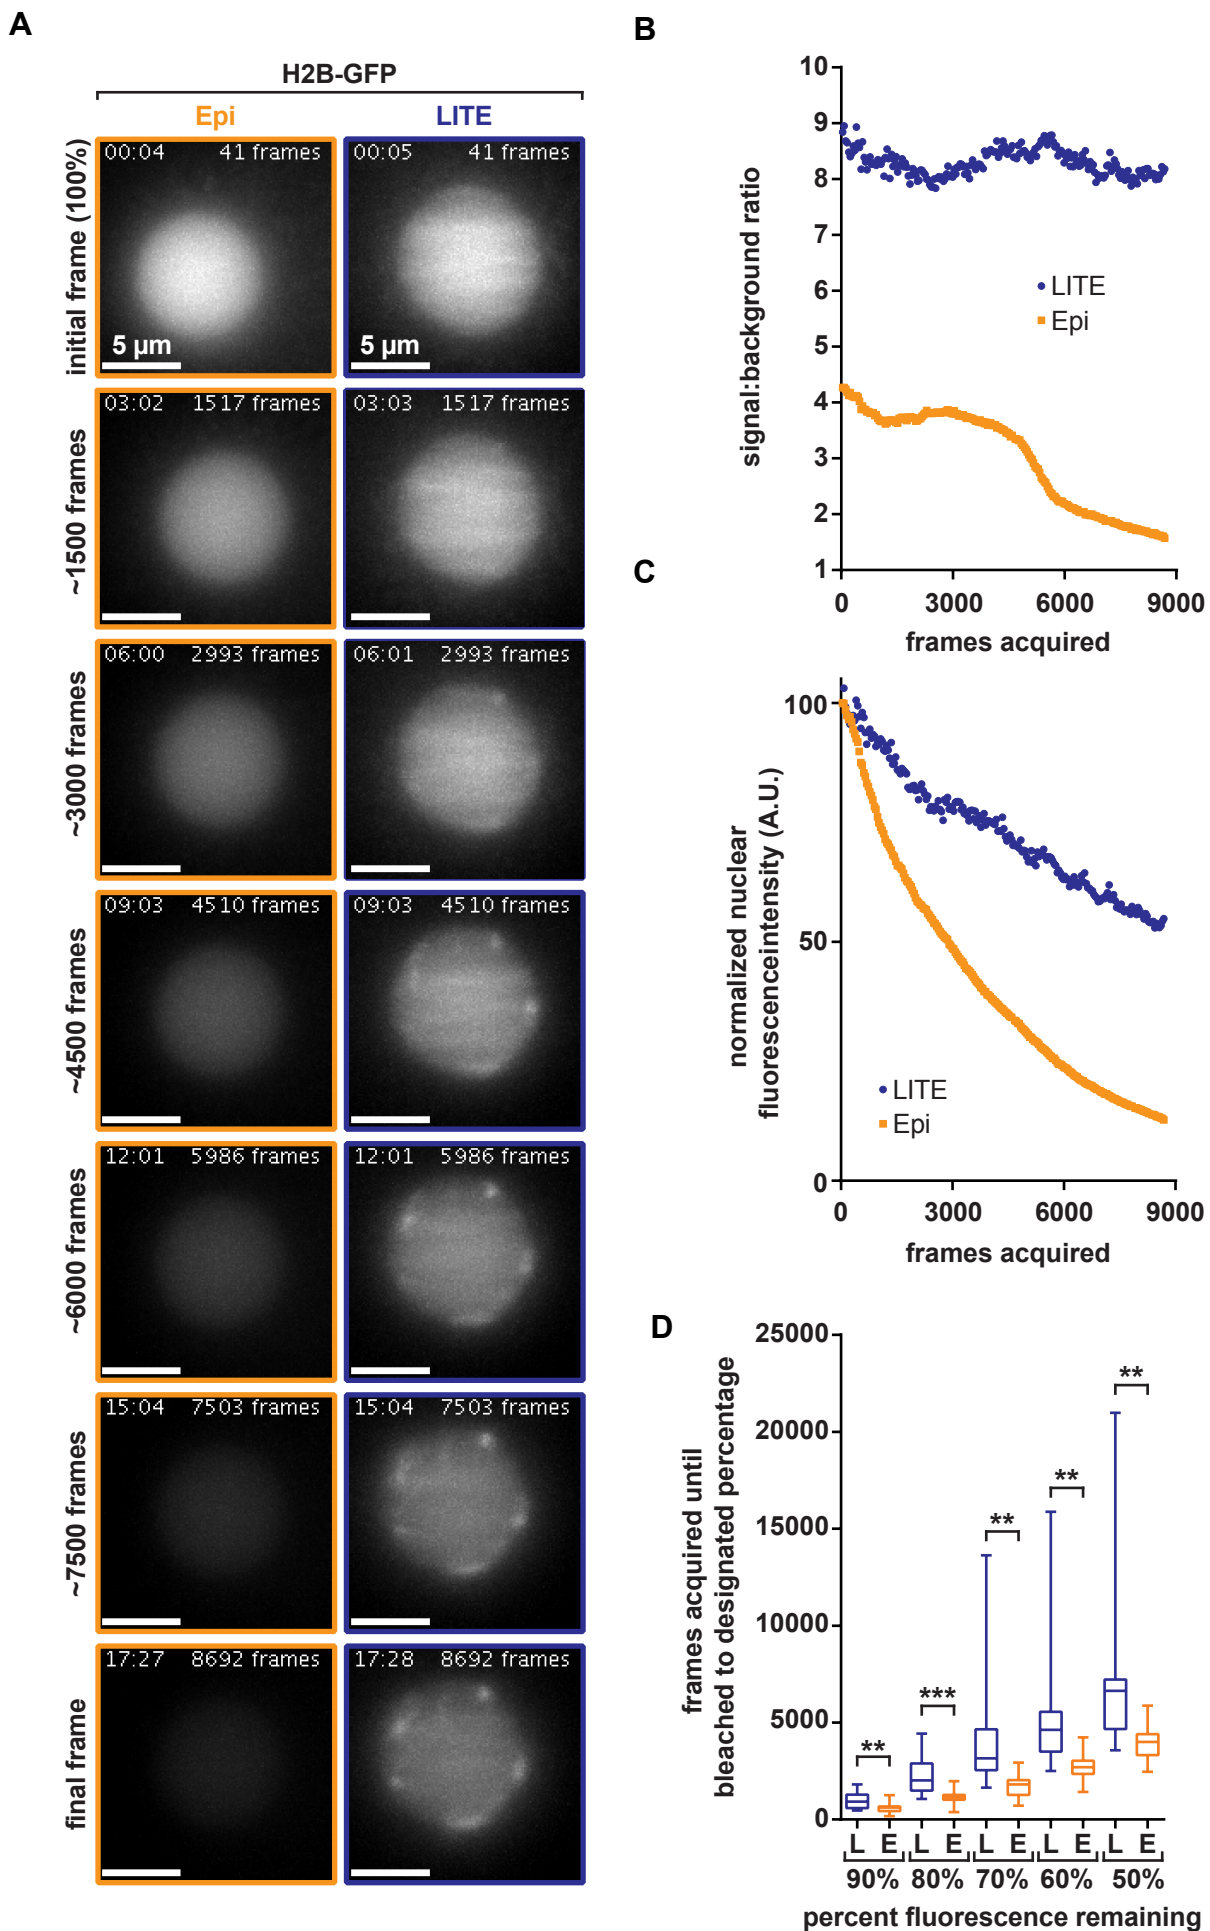 A
H2B-GFP
Epi LITE
initial frame (100%)
00:04 41 frames
5 µm
00:05 41 frames
5 µm
~1500 frames
03:02 1517 frames
03:03 1517 frames
~3000 frames
06:00 2993 frames
06:01 2993 frames
~4500 frames
09:03 4510 frames
09:03 4510 frames
~6000 frames
12:01 5986 frames
12:01 5986 frames
~7500 frames
15:04 7503 frames
15:04 7503 frames
final frame
17:27 8692 frames
17:28 8692 frames
B
signal:background ratio
10
9
8
7
6
5
4
3
2
1
LITE
Epi
0 3000 6000 9000
frames acquired
C
normalized nuclear
fluorescenceintensity (A.U.)
100
50
0
LITE
Epi
0 3000 6000 9000
frames acquired
D
frames acquired until
bleached to designated percentage
25000
20000
15000
10000
5000
0
** *** ** ** **
L E L E L E L E L E
90% 80% 70% 60% 50%
percent fluorescence remaining